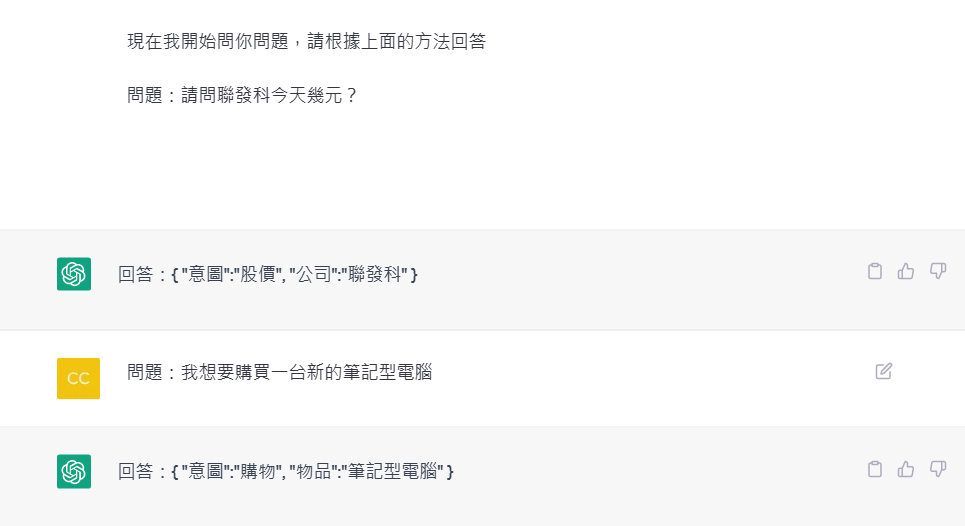 現在我開始問你問題，請根據上面的方法回答
問題：請問聯發科今天幾元？
回答：{ "意圖":"股價", "公司":"聯發科" }
CC
問題：我想要購買一台新的筆記型電腦
回答：{ "意圖":"購物", "物品":"筆記型電腦" }